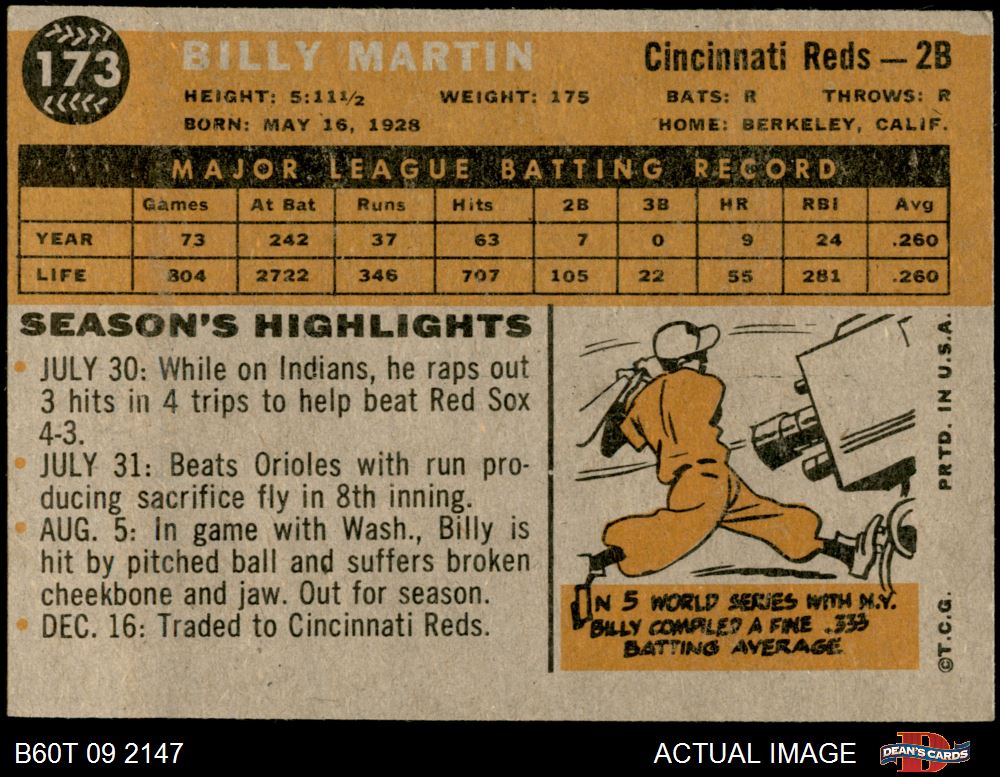 173
BILLY MARTIN
Cincinnati Reds — 2B
HEIGHT: 5:11½ WEIGHT: 175 BATS: R THROWS: R
BORN: MAY 16, 1928 HOME: BERKELEY, CALIF.
MAJOR LEAGUE BATTING RECORD
Games At Bat Runs Hits 2B 3B HR RBI Avg
YEAR 73 242 37 63 7 0 9 24 .260
LIFE 804 2722 346 707 105 22 55 281 .260
SEASON'S HIGHLIGHTS
• JULY 30: While on Indians, he raps out
3 hits in 4 trips to help beat Red Sox
4-3.
• JULY 31: Beats Orioles with run pro-
ducing sacrifice fly in 8th inning.
• AUG. 5: In game with Wash., Billy is
hit by pitched ball and suffers broken
cheekbone and jaw. Out for season.
• DEC. 16: Traded to Cincinnati Reds.
IN 5 WORLD SERIES WITH N.Y.
BILLY COMPILED A FINE .333
BATTING AVERAGE
©T.C.G. PRTD. IN U.S.A.
B60T 09 2147
ACTUAL IMAGE
D
DEAN'S CARDS